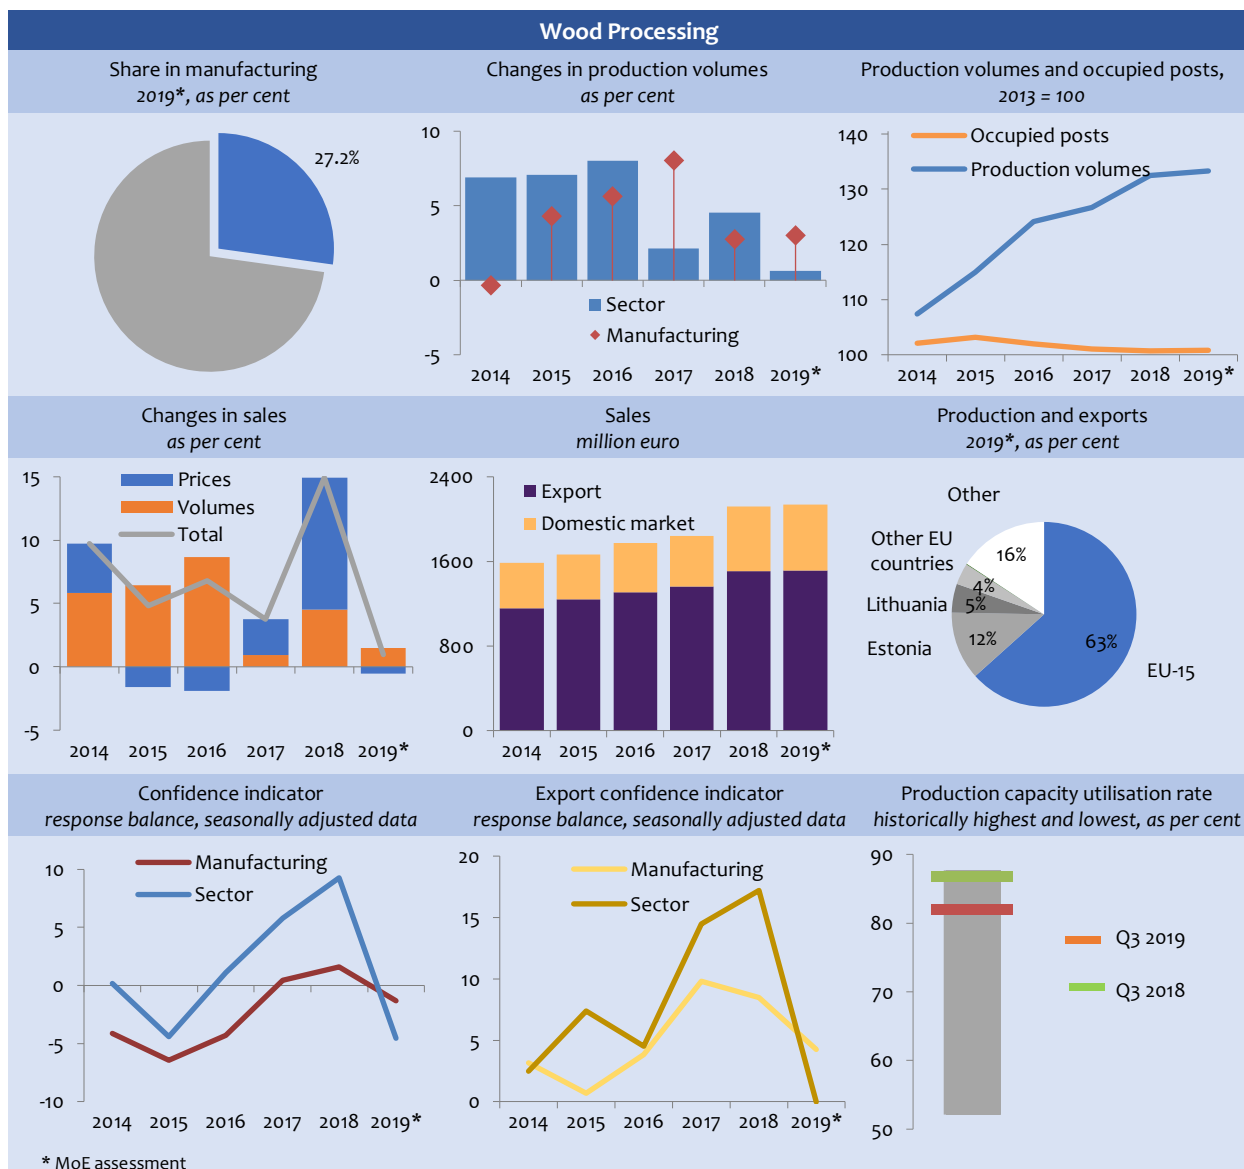 Wood Processing
Share in manufacturing
2019*, as per cent
27.2%
Changes in production volumes
as per cent
10
5
0
-5
Sector
Manufacturing
2014 2015 2016 2017 2018 2019*
Production volumes and occupied posts,
2013 = 100
140
130
120
110
100
Occupied posts
Production volumes
2014 2015 2016 2017 2018 2019*
Changes in sales
as per cent
15
10
5
0
-5
Prices
Volumes
Total
2014 2015 2016 2017 2018 2019*
Sales
million euro
2400
1600
800
0
Export
Domestic market
2014 2015 2016 2017 2018 2019*
Production and exports
2019*, as per cent
Other
16%
Other EU
countries
4%
Lithuania
5%
Estonia
12%
63%
EU-15
Confidence indicator
response balance, seasonally adjusted data
10
5
0
-5
-10
Manufacturing
Sector
2014 2015 2016 2017 2018 2019*
Export confidence indicator
response balance, seasonally adjusted data
20
15
10
5
0
Manufacturing
Sector
2014 2015 2016 2017 2018 2019*
Production capacity utilisation rate
historically highest and lowest, as per cent
90
80
70
60
50
Q3 2019
Q3 2018
* MoE assessment